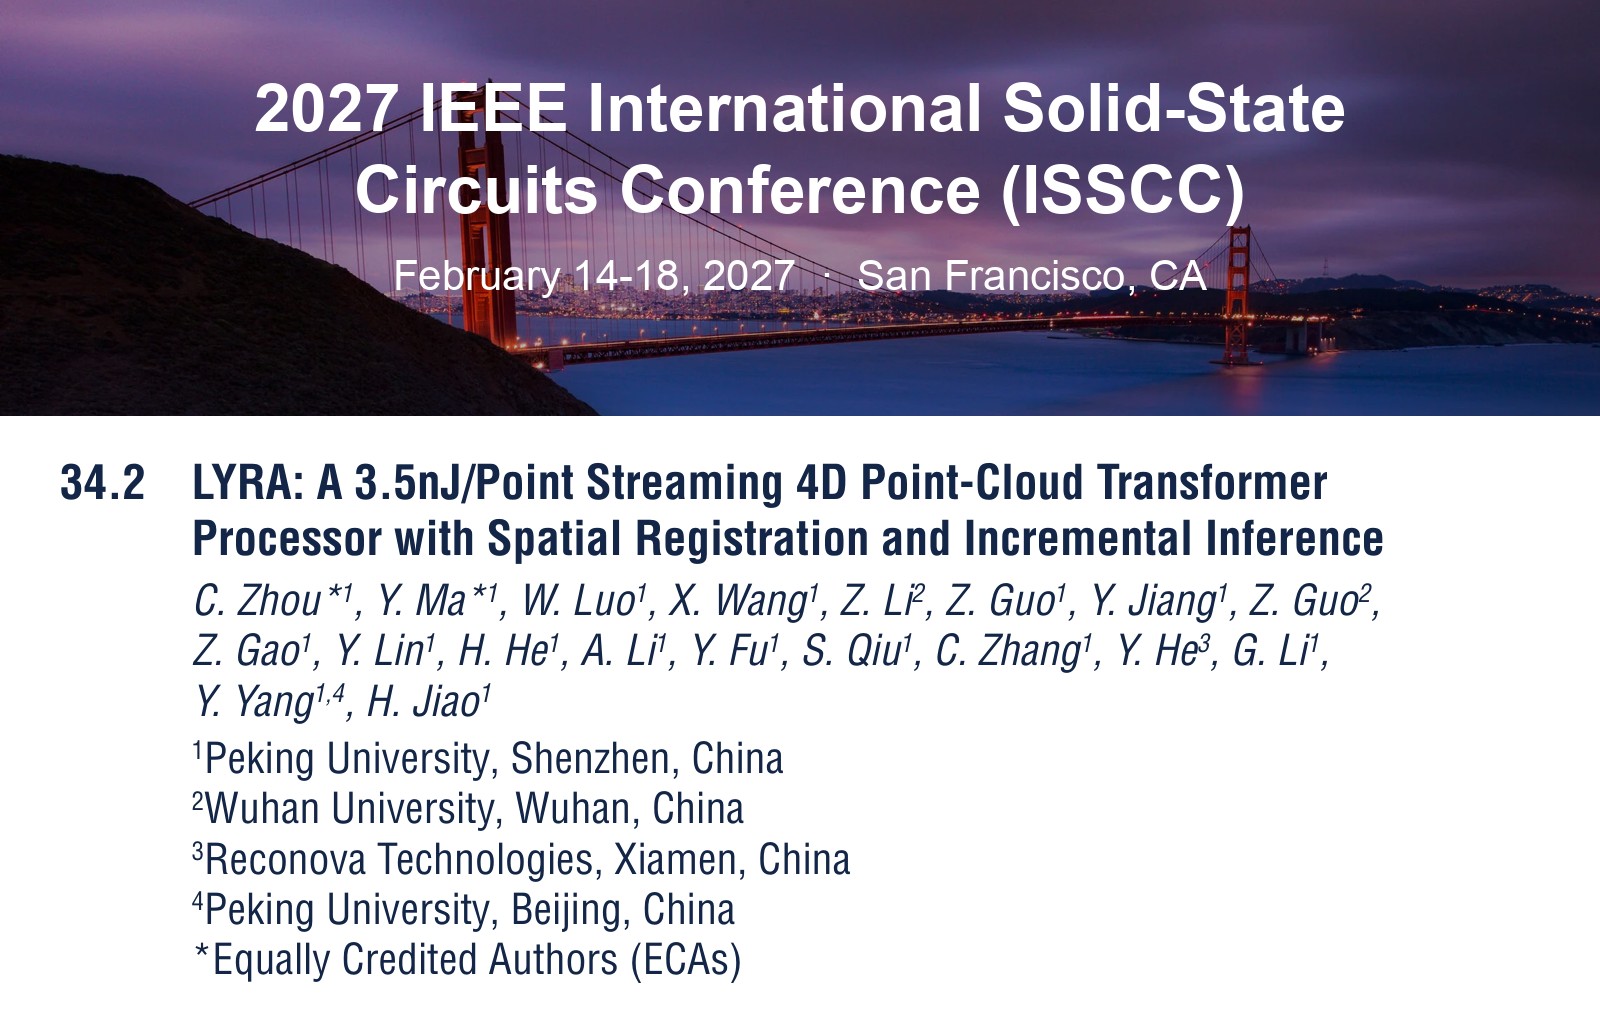 2027 IEEE International Solid-State
Circuits Conference (ISSCC)
February 14-18, 2027 · San Francisco, CA
34.2 LYRA: A 3.5nJ/Point Streaming 4D Point-Cloud Transformer
Processor with Spatial Registration and Incremental Inference
C. Zhou*¹, Y. Ma*¹, W. Luo¹, X. Wang¹, Z. Li², Z. Guo¹, Y. Jiang¹, Z. Guo²,
Z. Gao¹, Y. Lin¹, H. He¹, A. Li¹, Y. Fu¹, S. Qiu¹, C. Zhang¹, Y. He³, G. Li¹,
Y. Yang¹,⁴, H. Jiao¹
¹Peking University, Shenzhen, China
²Wuhan University, Wuhan, China
³Reconova Technologies, Xiamen, China
⁴Peking University, Beijing, China
*Equally Credited Authors (ECAs)